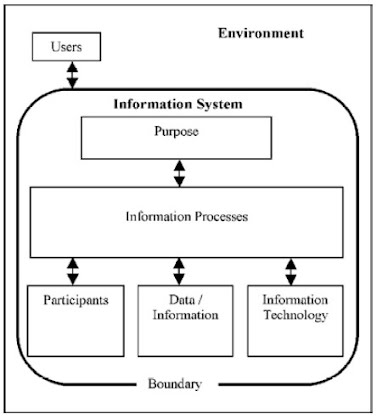 Environment
Users
Information System
Purpose
Information Processes
Participants
Data /
Information
Information
Technology
Boundary